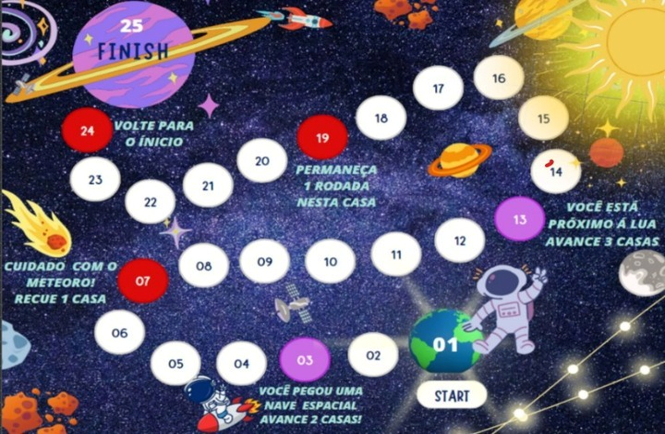 25
FINISH
24
VOLTE PARA
O ÍNICIO
23
22
21
20
19
PERMANEÇA
1 RODADA
NESTA CASA
18
17
16
15
14
13
VOCÊ ESTÁ
PRÓXIMO Á LUA
AVANCE 3 CASAS
12
11
10
09
08
07
CUIDADO COM O
METEORO!
RECUE 1 CASA
06
05
04
03
VOCÊ PEGOU UMA
NAVE ESPACIAL
AVANCE 2 CASAS!
02
01
START